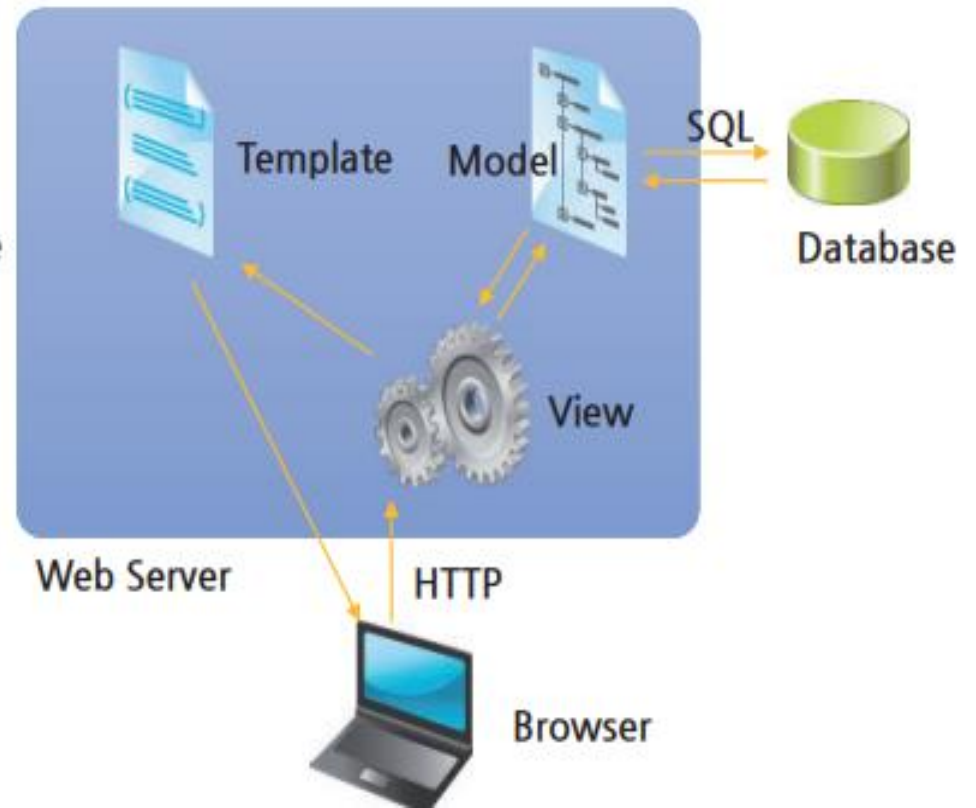 Template
Model
SQL
Database
View
Web Server
HTTP
Browser